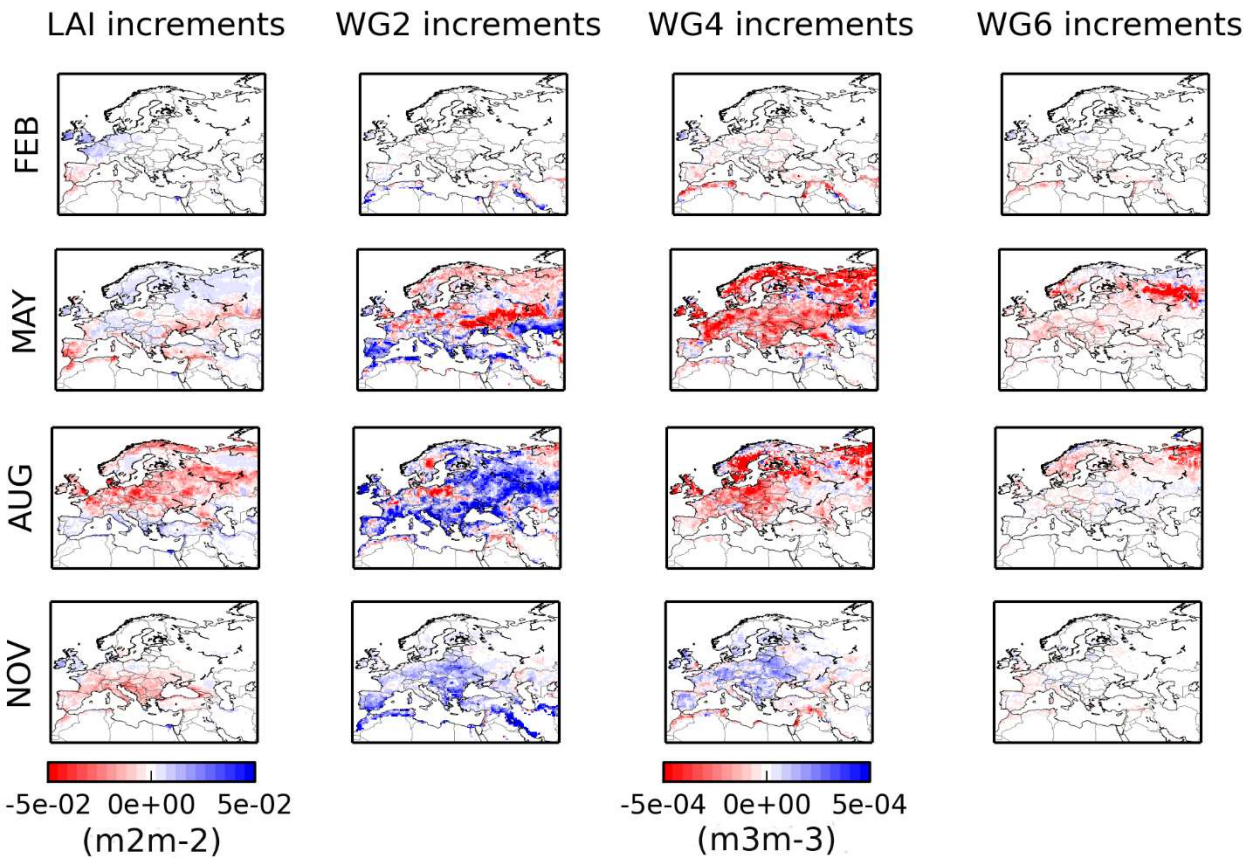 LAI increments WG2 increments WG4 increments WG6 increments
FEB
MAY
AUG
NOV
-5e-02 0e+00 5e-02 -5e-04 0e+00 5e-04
(m2m-2) (m3m-3)